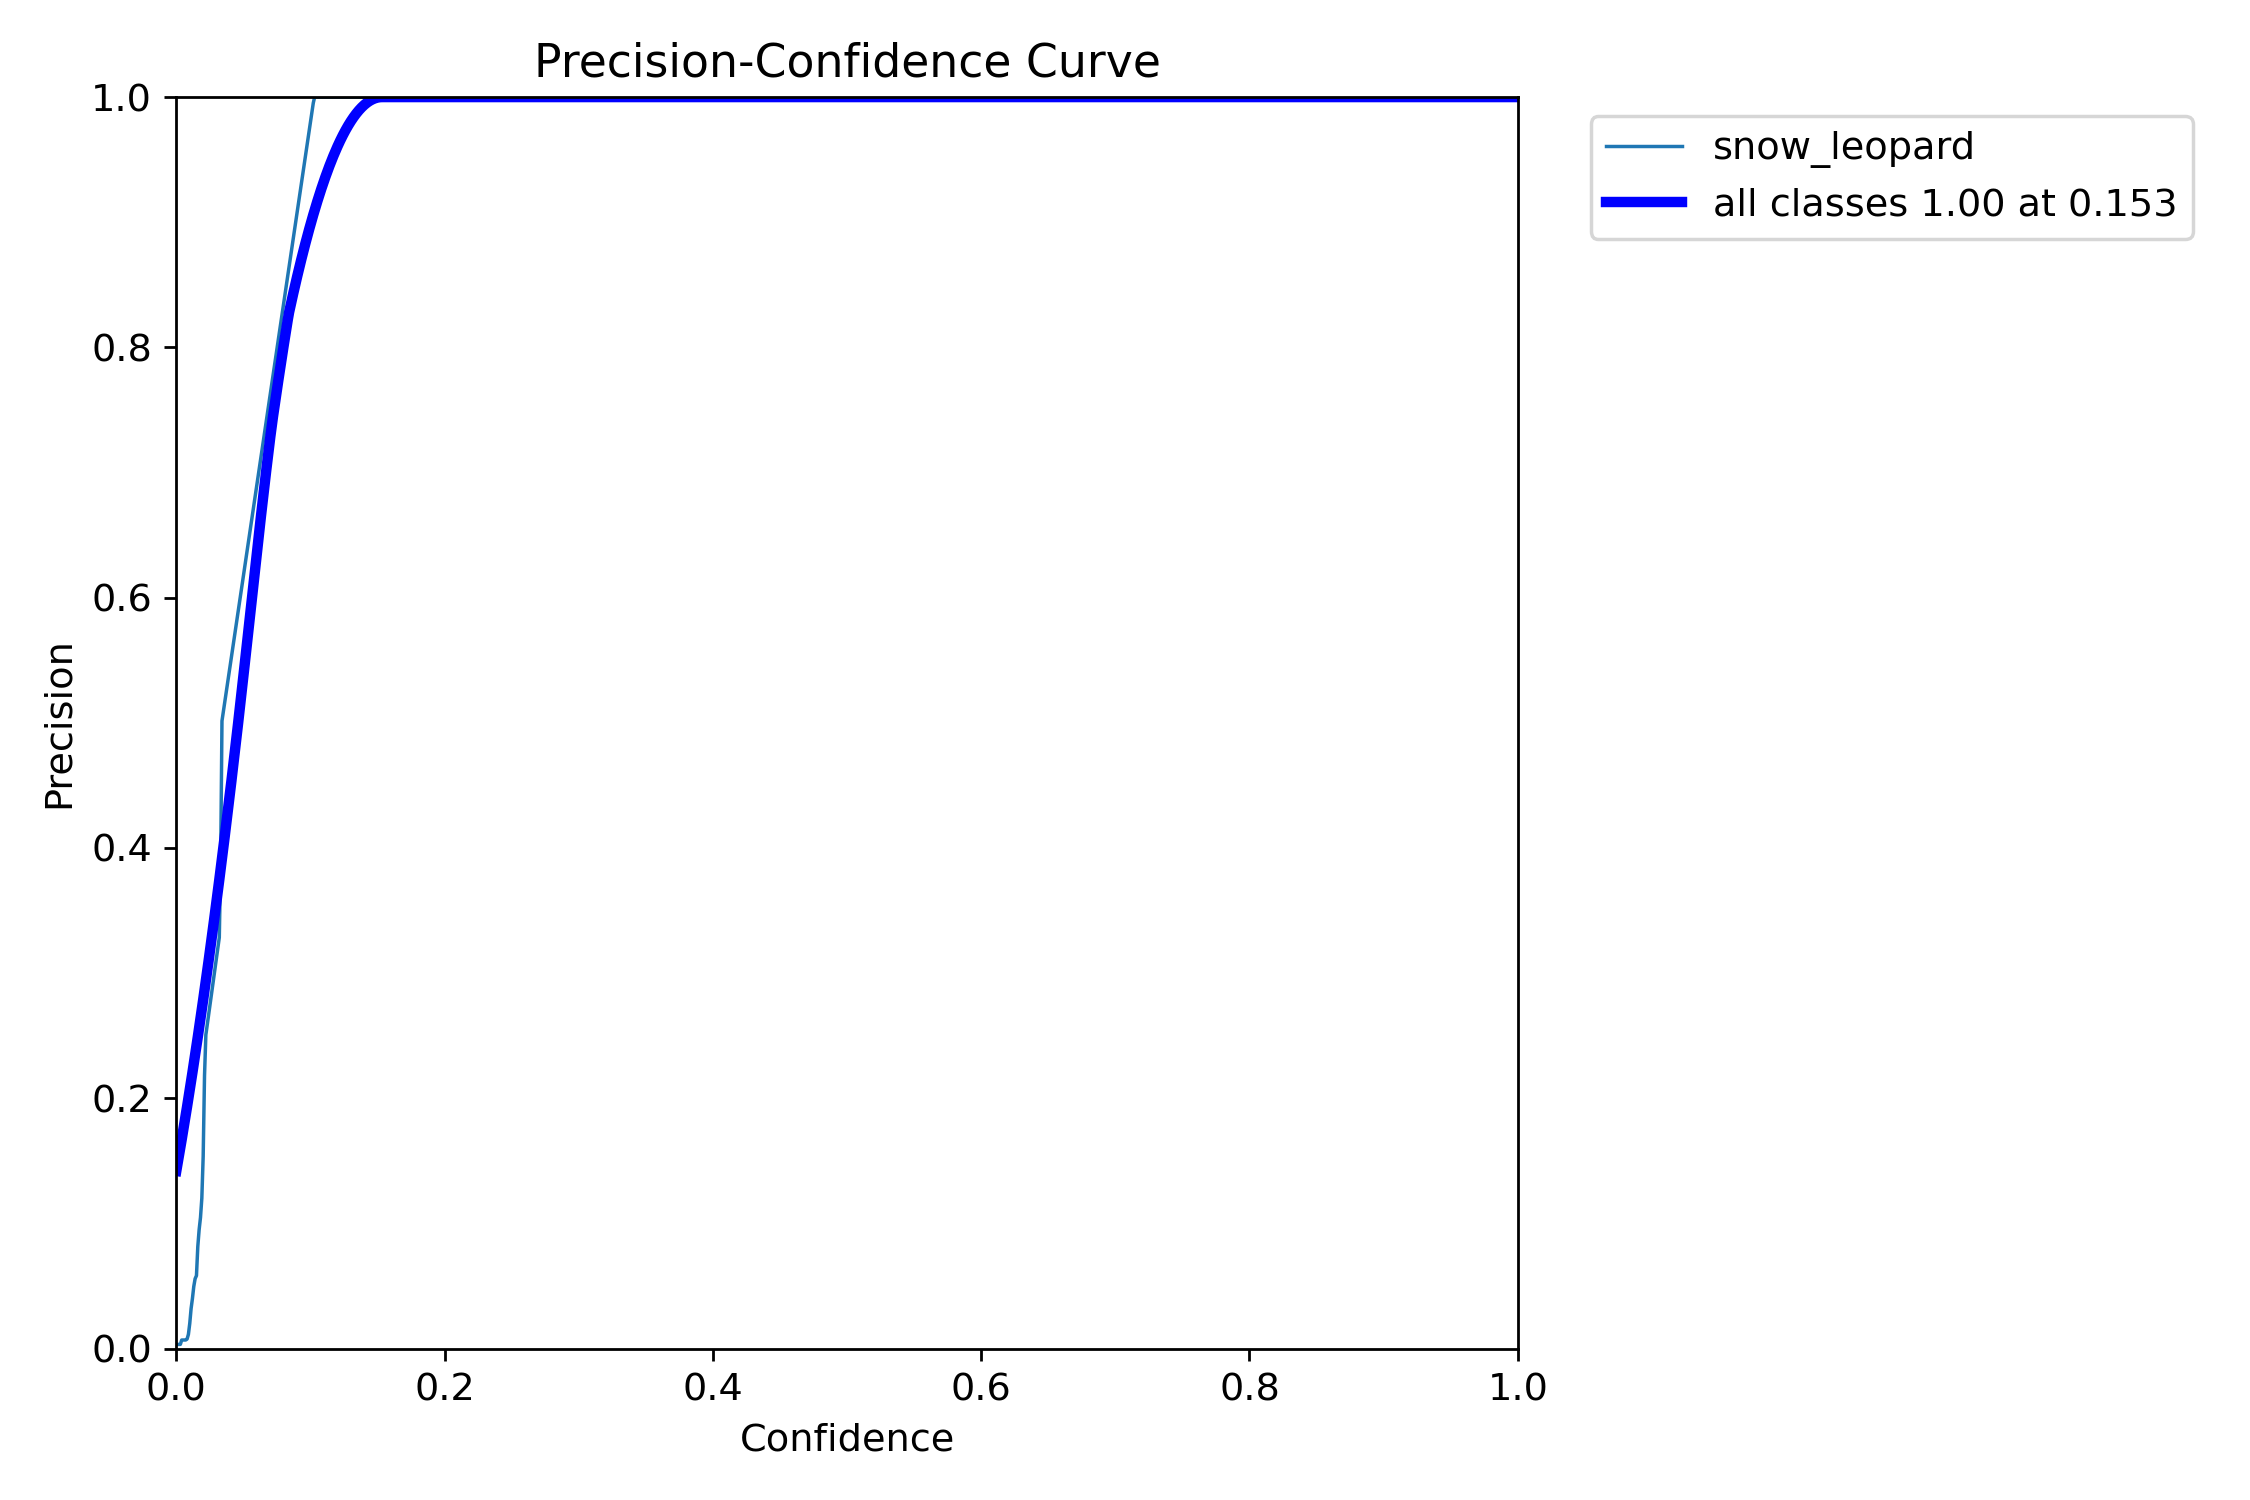 Precision-Confidence Curve
1.0
0.8
0.6
0.4
0.2
0.0
Precision
0.0 0.2 0.4 0.6 0.8 1.0
Confidence
snow_leopard
all classes 1.00 at 0.153